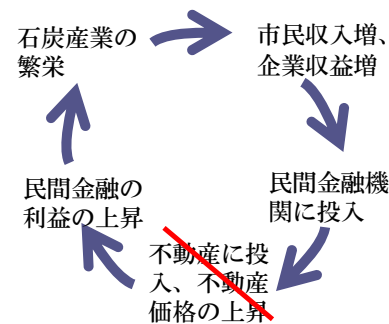 石炭産業の
繁栄
市民収入増、
企業収益増
民間金融機
関に投入
不動産に投
入、不動産
価格の上昇
民間金融の
利益の上昇